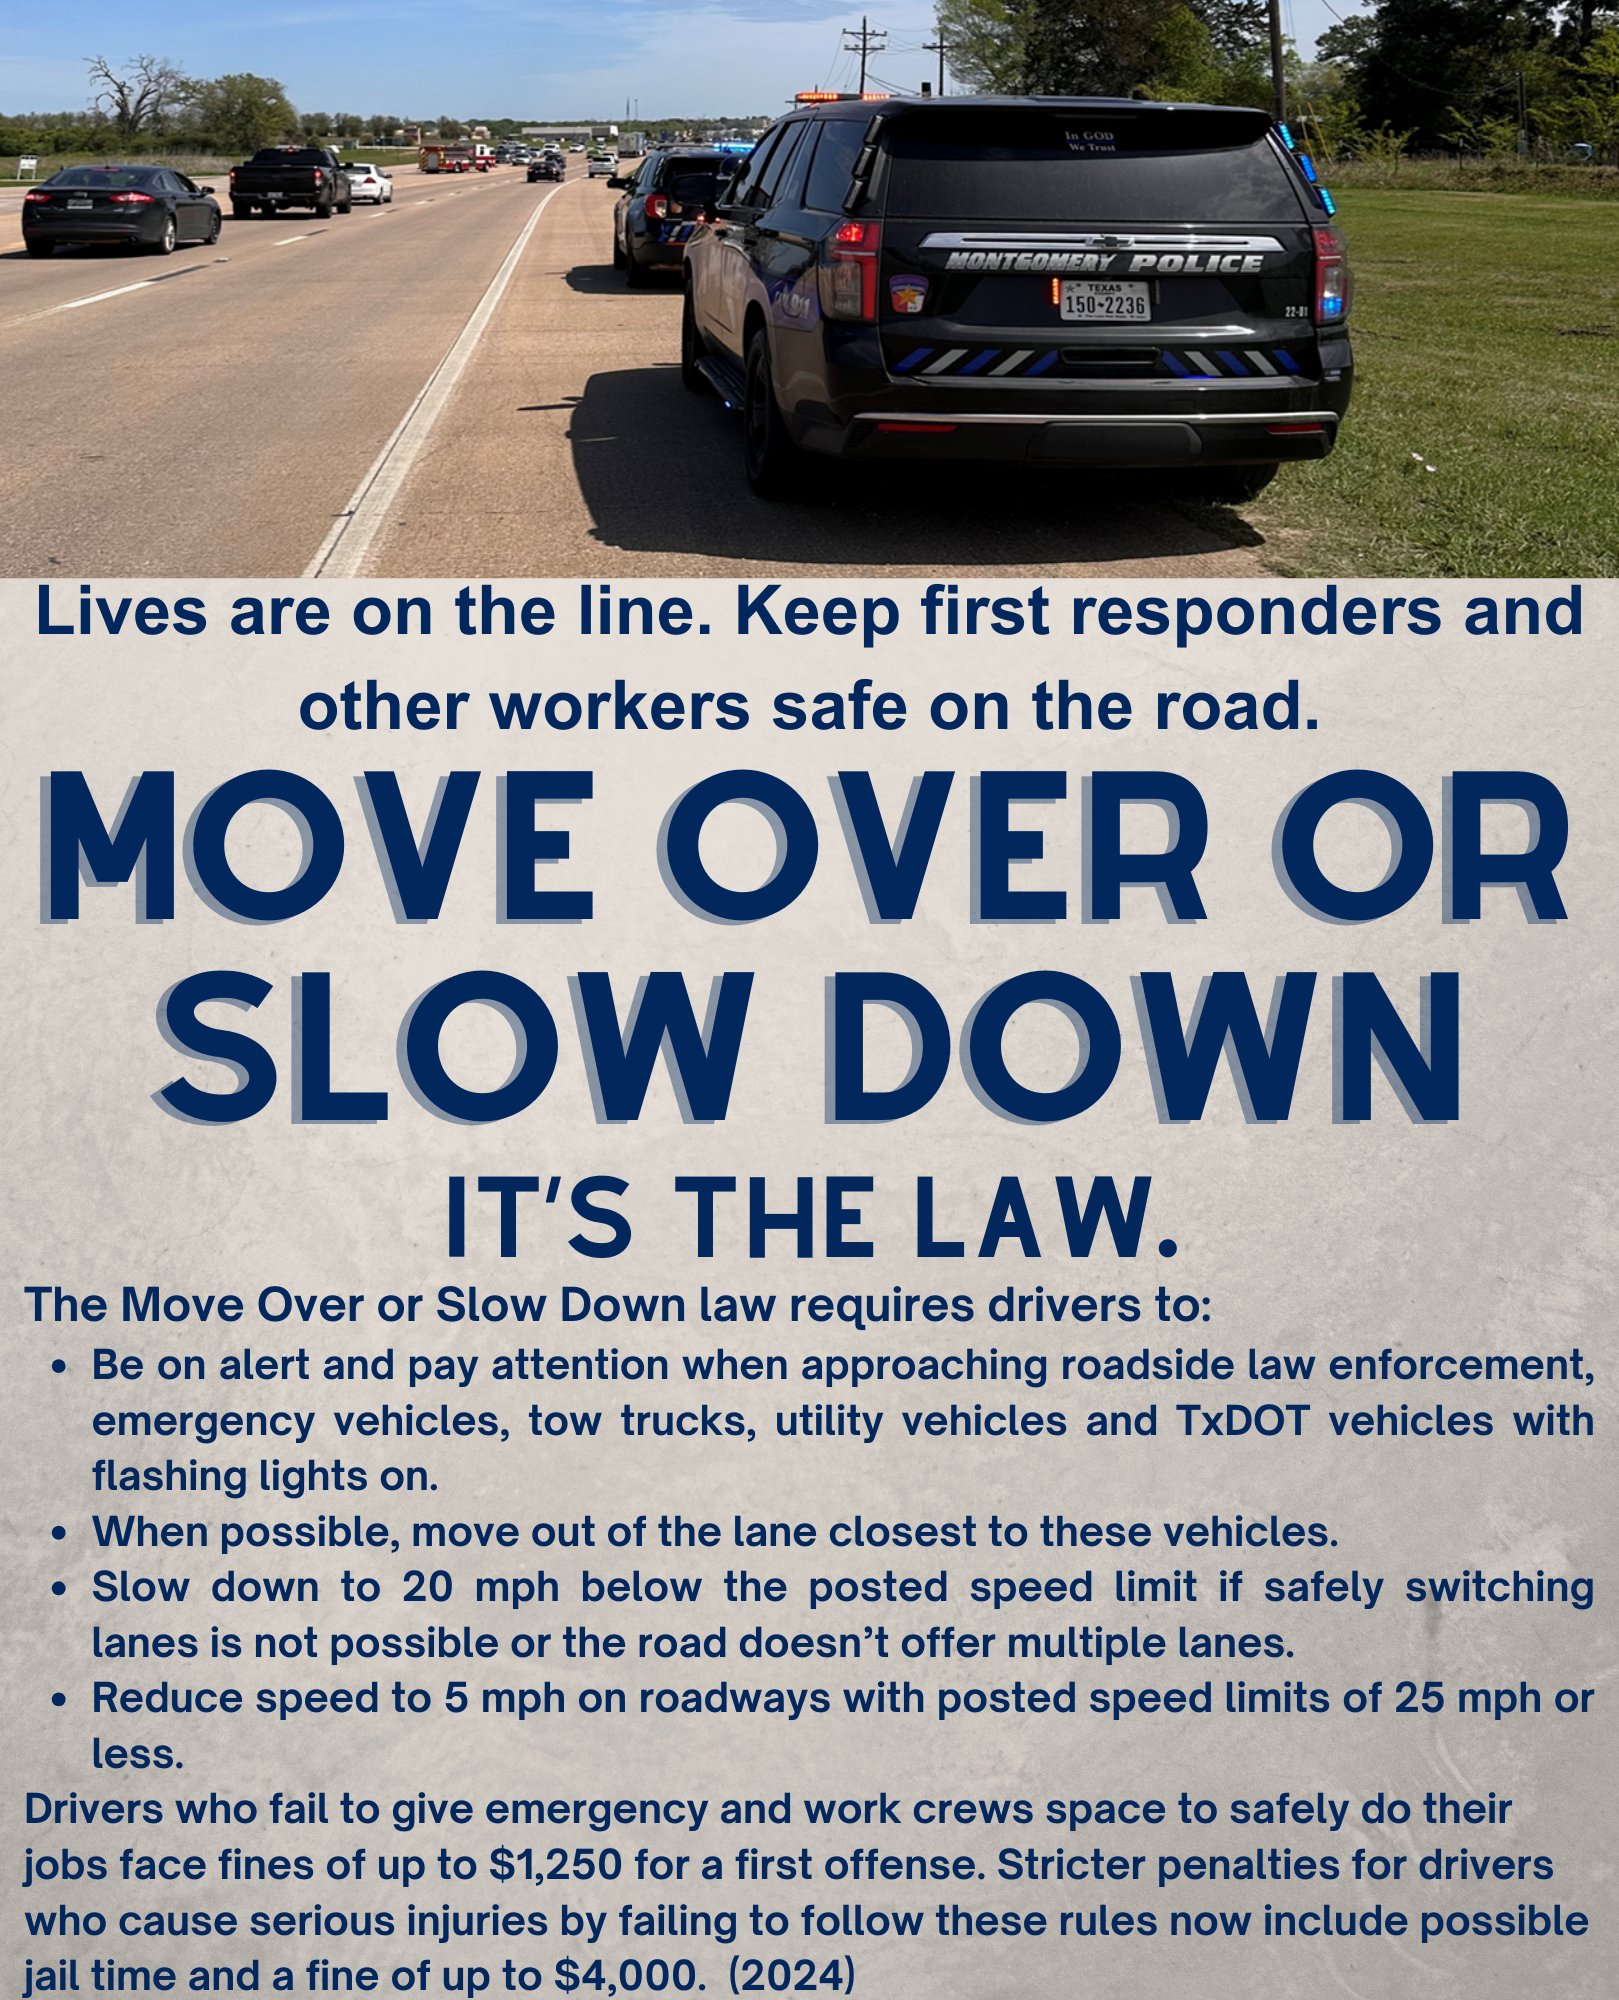 In GOD
We Trust
MONTGOMERY POLICE
TEXAS
150-2236
22-01
911
Lives are on the line. Keep first responders and
other workers safe on the road.
MOVE OVER OR
SLOW DOWN
IT'S THE LAW.
The Move Over or Slow Down law requires drivers to:
• Be on alert and pay attention when approaching roadside law enforcement,
emergency vehicles, tow trucks, utility vehicles and TxDOT vehicles with
flashing lights on.
• When possible, move out of the lane closest to these vehicles.
• Slow down to 20 mph below the posted speed limit if safely switching
lanes is not possible or the road doesn't offer multiple lanes.
• Reduce speed to 5 mph on roadways with posted speed limits of 25 mph or
less.
Drivers who fail to give emergency and work crews space to safely do their
jobs face fines of up to $1,250 for a first offense. Stricter penalties for drivers
who cause serious injuries by failing to follow these rules now include possible
jail time and a fine of up to $4,000. (2024)